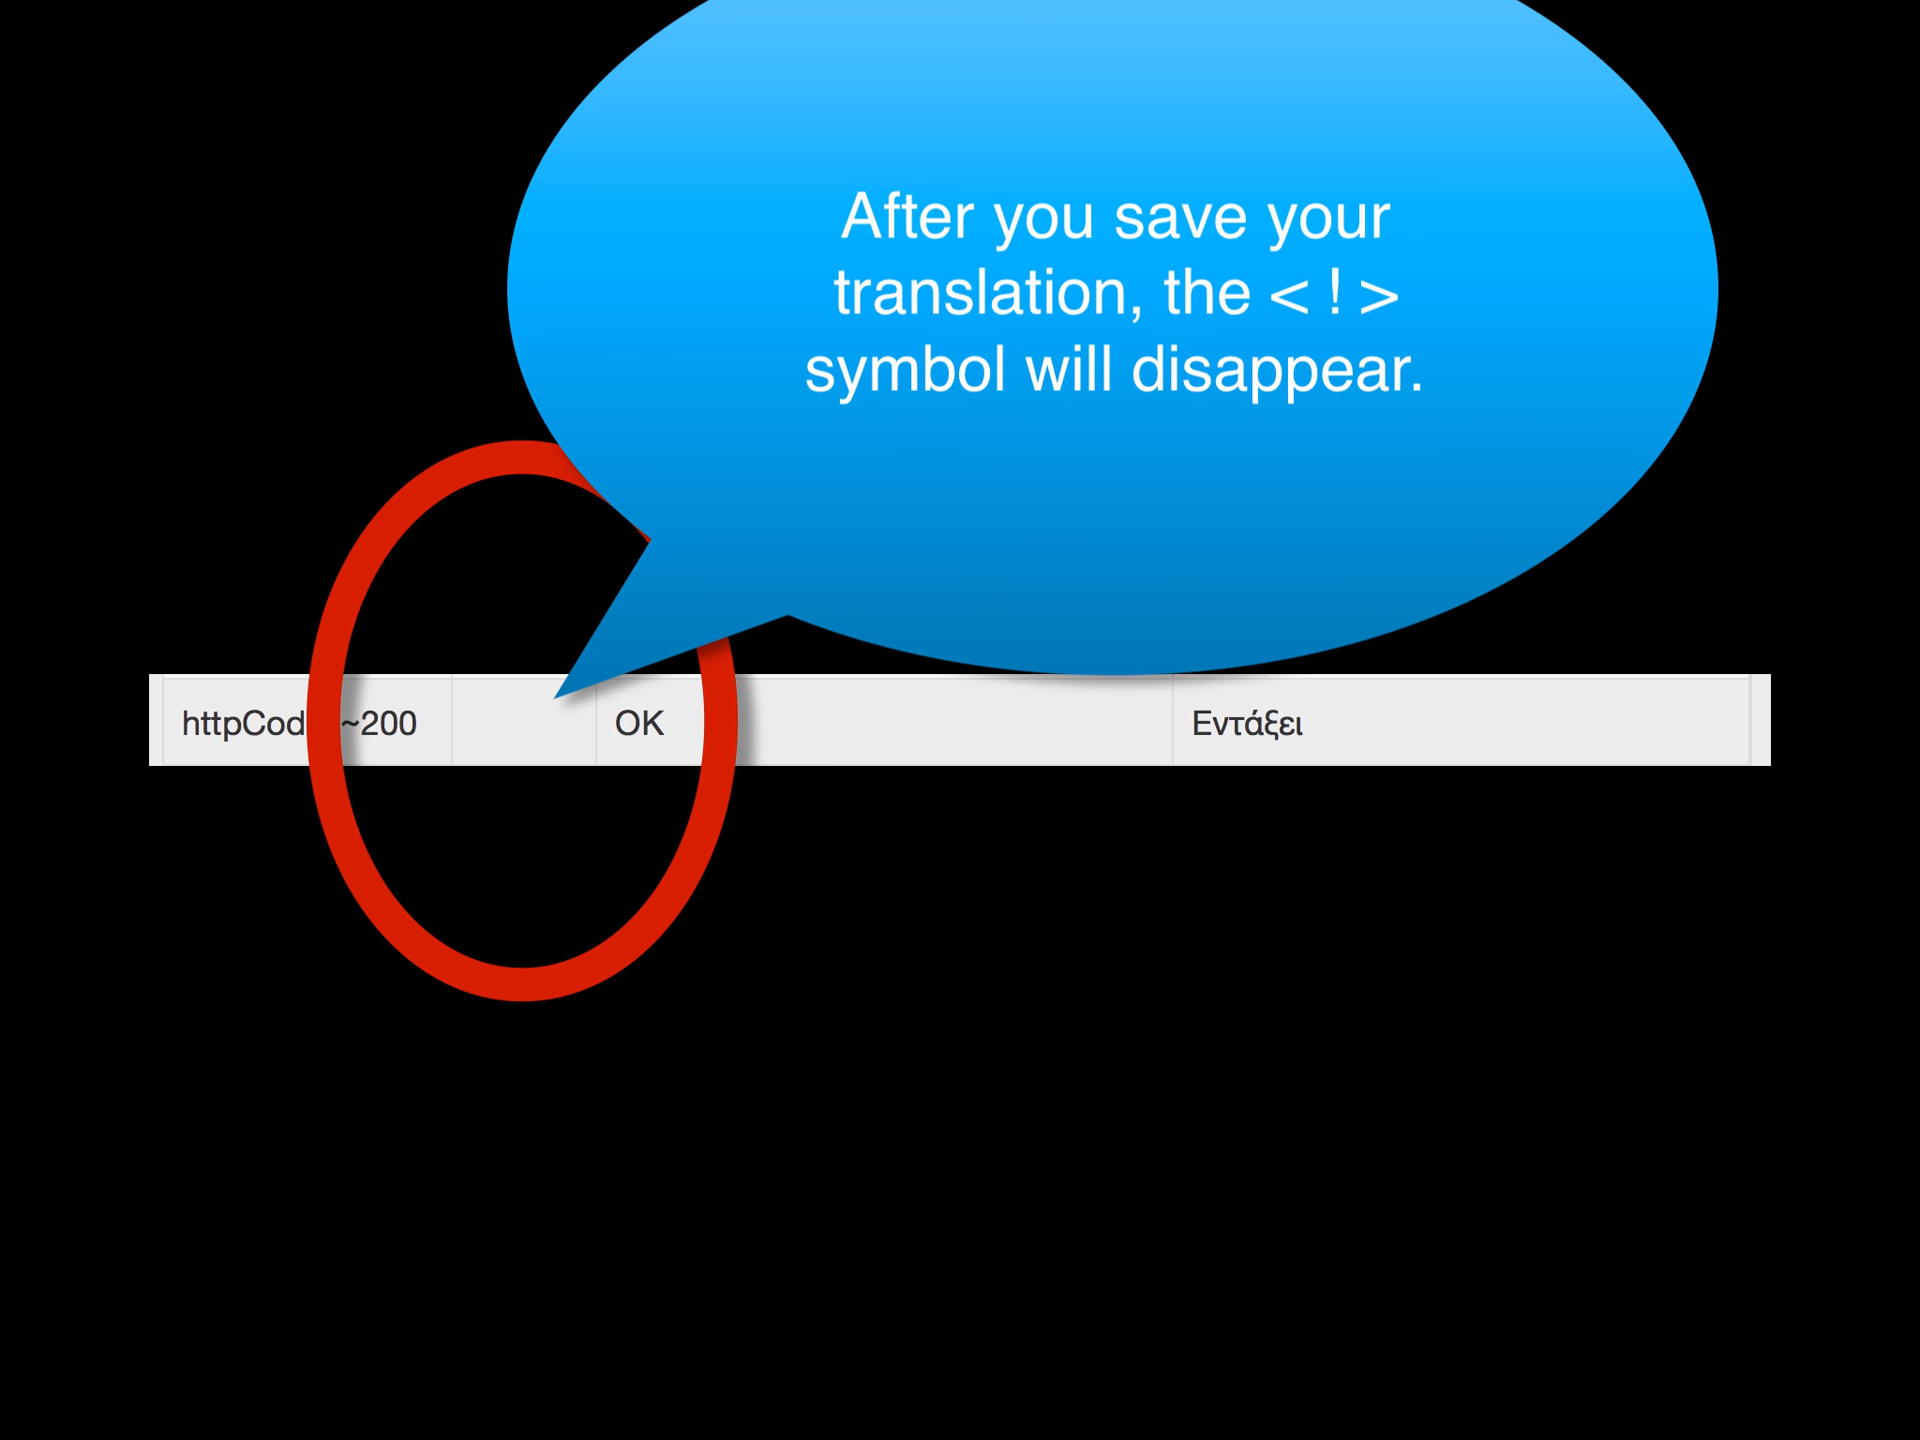 After you save your
translation, the < ! >
symbol will disappear.
httpCod ~200 OK Εντάξει